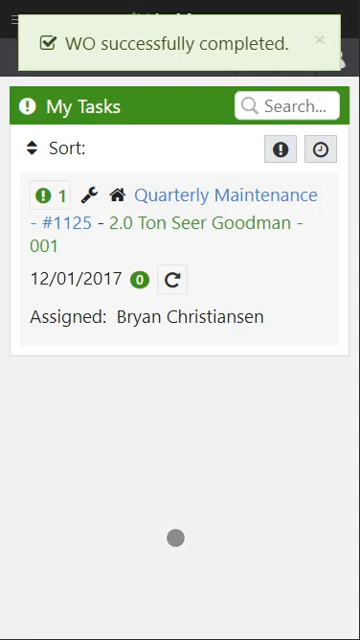 WO successfully completed.
×
My Tasks
Search...
Sort:
1 Quarterly Maintenance
- #1125 - 2.0 Ton Seer Goodman -
001
12/01/2017 0
Assigned: Bryan Christiansen